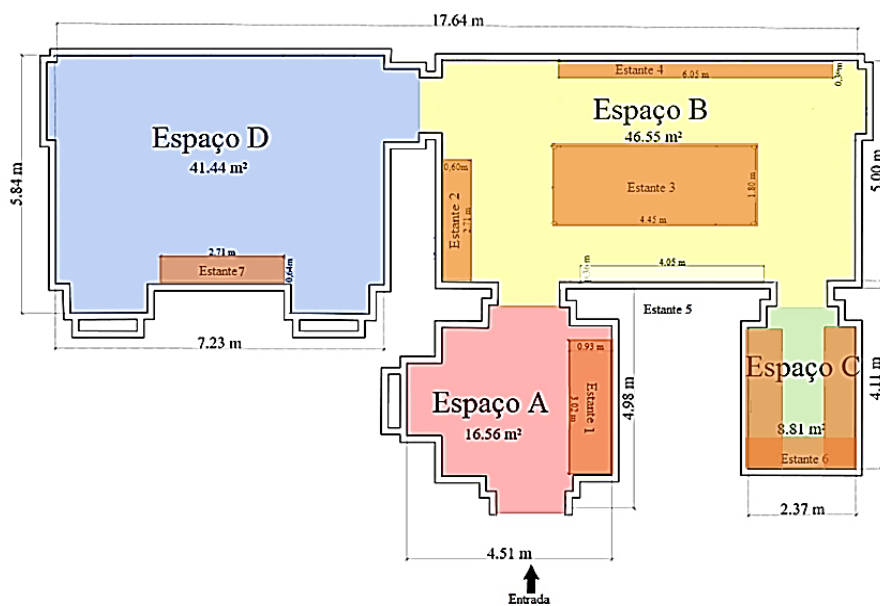 17.64 m
Estante 4
6.05 m
Espaço B
46.55 m²
Espaço D
41.44 m²
5.84 m
5.00 m
0,60m
Estante 2
2.71 m
Estante 3
1.80 m
4.45 m
2.71 m
Estante7
0,64m
4.05 m
Estante 5
7.23 m
0.93 m
Estante 1
3.02 m
Espaço A
16.56 m²
4.98 m
Espaço C
8.81 m²
Estante 6
4.11 m
2.37 m
4.51 m
Entrada